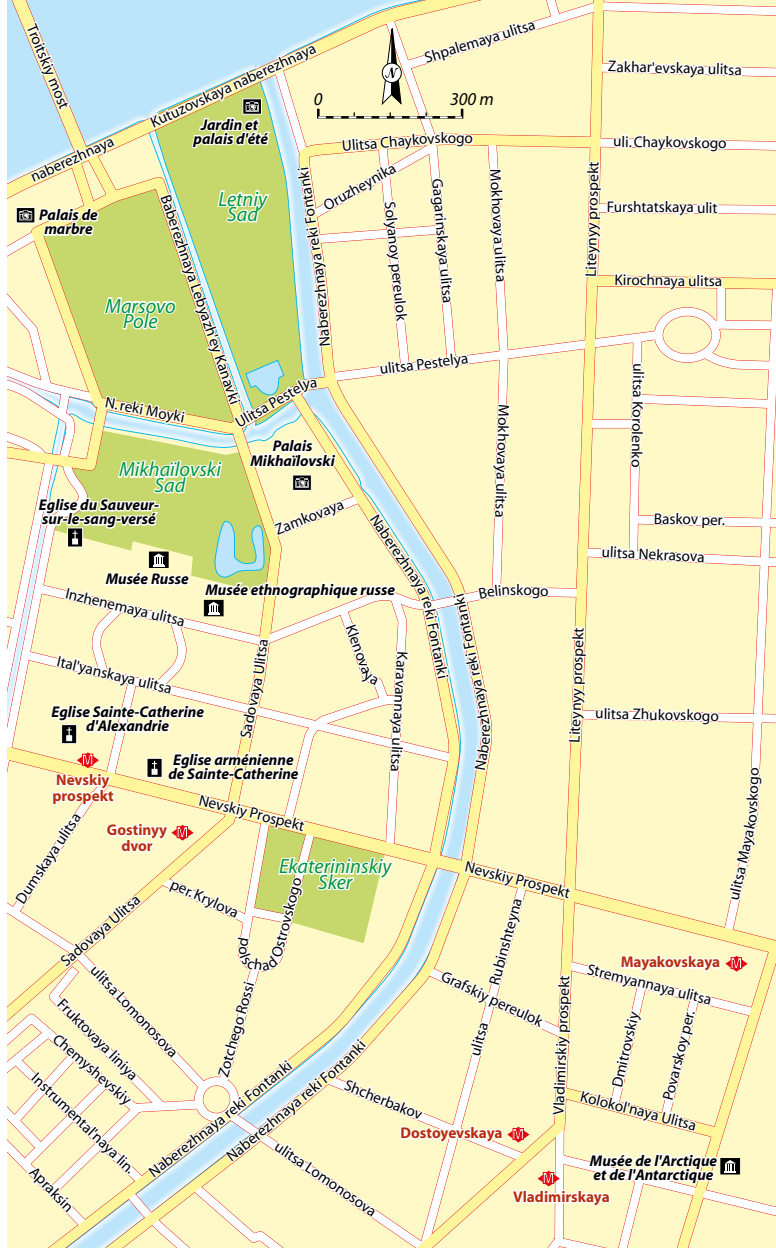 Troitskiy most
Kutuzovskaya naberezhnaya
naberezhnaya
Shpalemaya ulitsa
Zakhar'evskaya ulitsa
N
0 300 m
Jardin et
palais d'été
Ulitsa Chaykovskogo
uli. Chaykovskogo
Letniy
Sad
Oruzheynika
Solyanoy pereulok
Gagarinskaya ulitsa
Mokhovaya ulitsa
Liteynyy prospekt
Furshtatskaya ulit
Palais de
marbre
Baberezhnaya Lebyazh'ey Kanavki
Naberezhnaya reki Fontanki
Kirochnaya ulitsa
Marsovo
Pole
ulitsa Pestelya
Ulitsa Pestelya
N. reki Moyki
ulitsa Korolenko
Mokhovaya ulitsa
Palais
Mikhaïlovski
Mikhaïlovski
Sad
Eglise du Sauveur-
sur-le-sang-versé
Zamkovaya
Naberezhnaya reki Fontanki
Baskov per.
Musée Russe
ulitsa Nekrasova
Musée ethnographique russe
Belinskogo
Inzhenemaya ulitsa
Naberezhnaya reki Fontanki
Klenovaya
Karavannaya ulitsa
Sadovaya Ulitsa
Liteynyy prospekt
Ital'yanskaya ulitsa
Eglise Sainte-Catherine
d'Alexandrie
ulitsa Zhukovskogo
M
Nevskiy
prospekt
Eglise arménienne
de Sainte-Catherine
ulitsa Mayakovskogo
Nevskiy Prospekt
Gostinyy
dvor
M
Dumskaya ulitsa
Ekaterininskiy
Sker
Nevskiy Prospekt
per. Krylova
Ostrovskogo
Sadovaya Ulitsa
Rubinshteyna
ulitsa
plolschad
Mayakovskaya
M
Grafskiy pereulok
Stremyannaya ulitsa
ulitsa Lomonosova
Zotchego Rossi
Vladimirskiy prospekt
Dmitrovskiy
Povarskoy per.
Fruktovaya liniya
Chemyshevskiy
Instrumental'naya lin.
Apraksin
Naberezhnaya reki Fontanki
Naberezhnaya reki Fontanki
Shcherbakov
Kolokol'naya Ulitsa
Dostoyevskaya
M
ulitsa Lomonosova
Musée de l'Arctique
et de l'Antarctique
M
Vladimirskaya